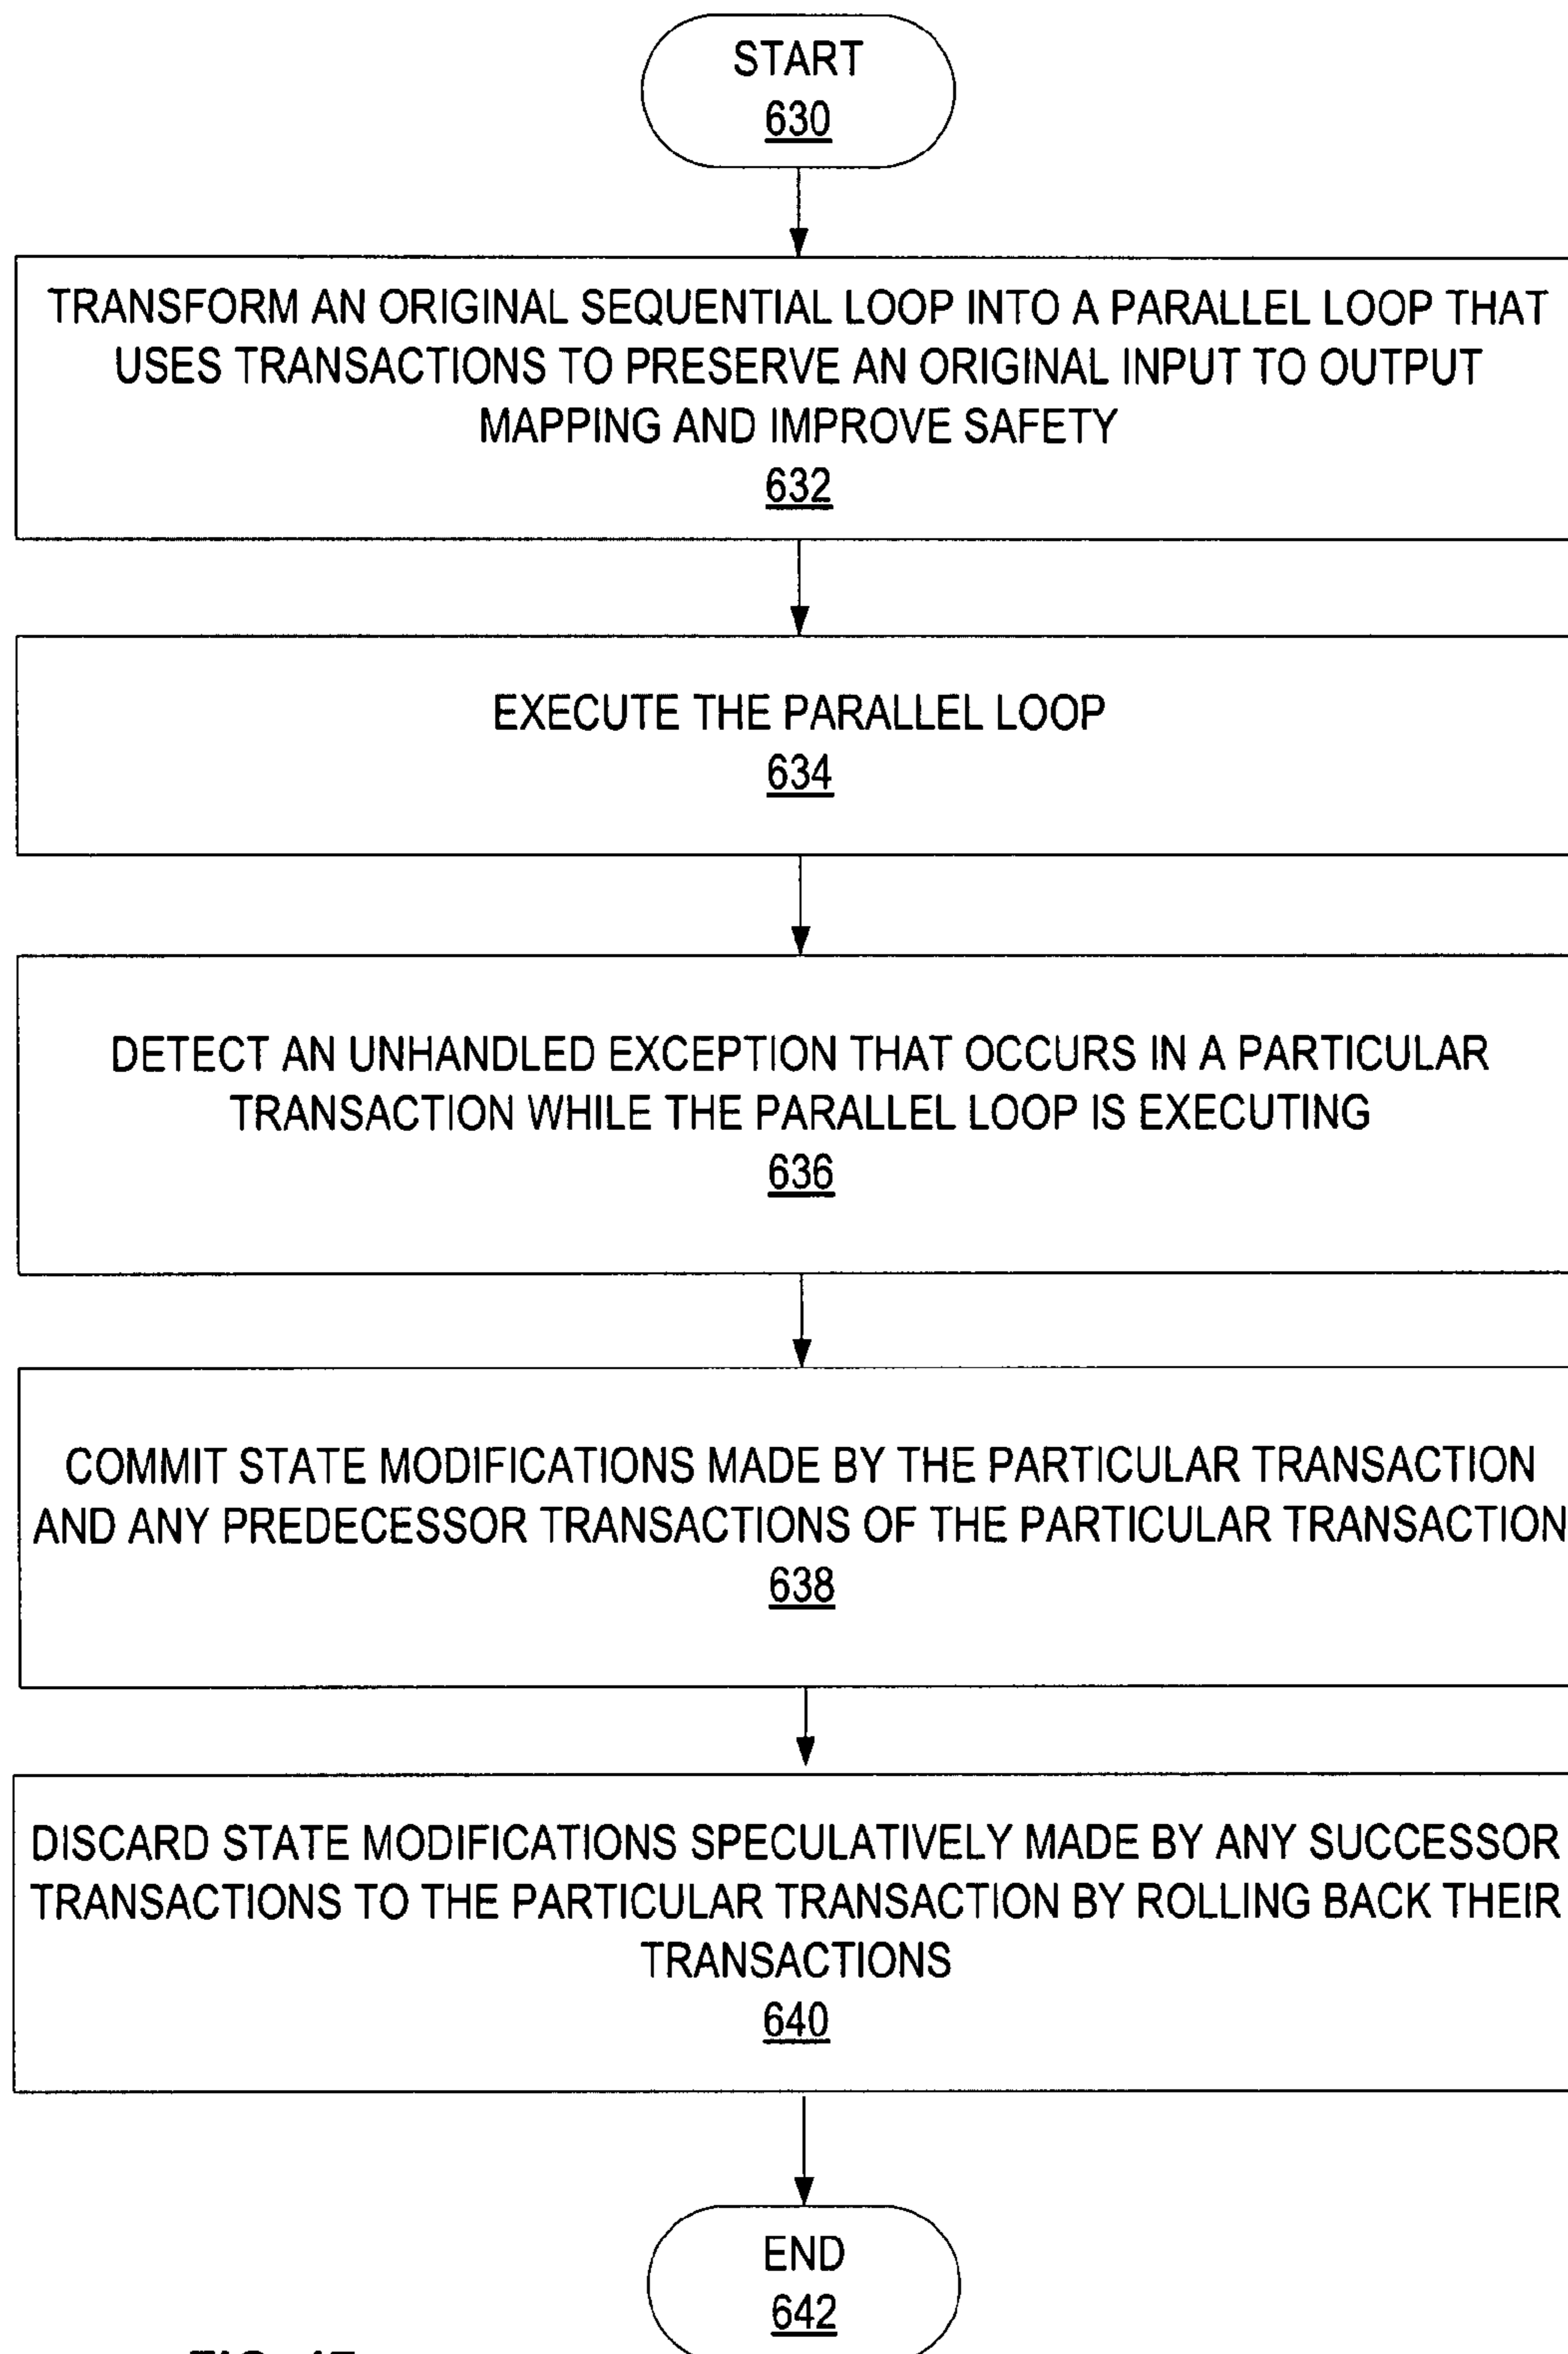 START
630
TRANSFORM AN ORIGINAL SEQUENTIAL LOOP INTO A PARALLEL LOOP THAT
USES TRANSACTIONS TO PRESERVE AN ORIGINAL INPUT TO OUTPUT
MAPPING AND IMPROVE SAFETY
632
EXECUTE THE PARALLEL LOOP
634
DETECT AN UNHANDLED EXCEPTION THAT OCCURS IN A PARTICULAR
TRANSACTION WHILE THE PARALLEL LOOP IS EXECUTING
636
COMMIT STATE MODIFICATIONS MADE BY THE PARTICULAR TRANSACTION
AND ANY PREDECESSOR TRANSACTIONS OF THE PARTICULAR TRANSACTION
638
DISCARD STATE MODIFICATIONS SPECULATIVELY MADE BY ANY SUCCESSOR
TRANSACTIONS TO THE PARTICULAR TRANSACTION BY ROLLING BACK THEIR
TRANSACTIONS
640
END
642